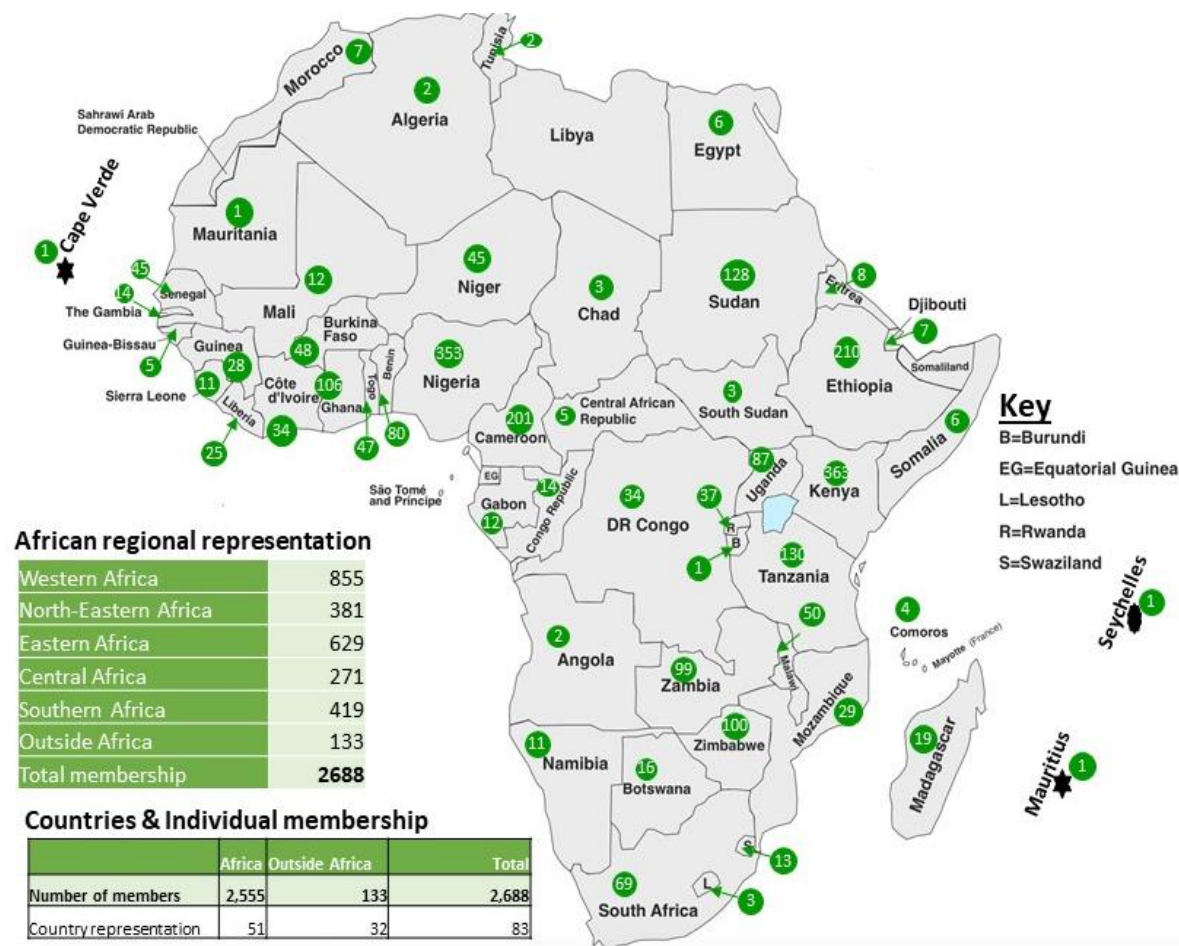 Morocco
7
Tunisia
2
2
Algeria
Libya
6
Egypt
Sahrawi Arab
Democratic Republic
Cape Verde
1
1
Mauritania
45
Senegal
12
Mali
45
Niger
3
Chad
128
Sudan
8
Eritrea
Djibouti
7
14
The Gambia
Guinea-Bissau
5
Guinea
28
11
Sierra Leone
Liberia
25
Burkina
Faso
48
Côte
d'Ivoire
34
106
Ghana
Togo
47
Benin
80
353
Nigeria
210
Ethiopia
Somaliland
Somalia
6
201
Cameroon
5
Central African
Republic
3
South Sudan
EG
São Tomé
and Príncipe
Gabon
12
14
Congo Republic
34
DR Congo
37
R
B
1
87
Uganda
363
Kenya
130
Tanzania
Key
B=Burundi
EG=Equatorial Guinea
L=Lesotho
R=Rwanda
S=Swaziland
Seychelles
1
4
Comoros
Mayotte (France)
2
Angola
99
Zambia
50
Malawi
Mozambique
29
100
Zimbabwe
19
Madagascar
Mauritius
1
11
Namibia
16
Botswana
S
13
69
South Africa
L
3
African regional representation
Western Africa 855
North-Eastern Africa 381
Eastern Africa 629
Central Africa 271
Southern Africa 419
Outside Africa 133
Total membership 2688
Countries & Individual membership
Africa Outside Africa Total
Number of members 2,555 133 2,688
Country representation 51 32 83